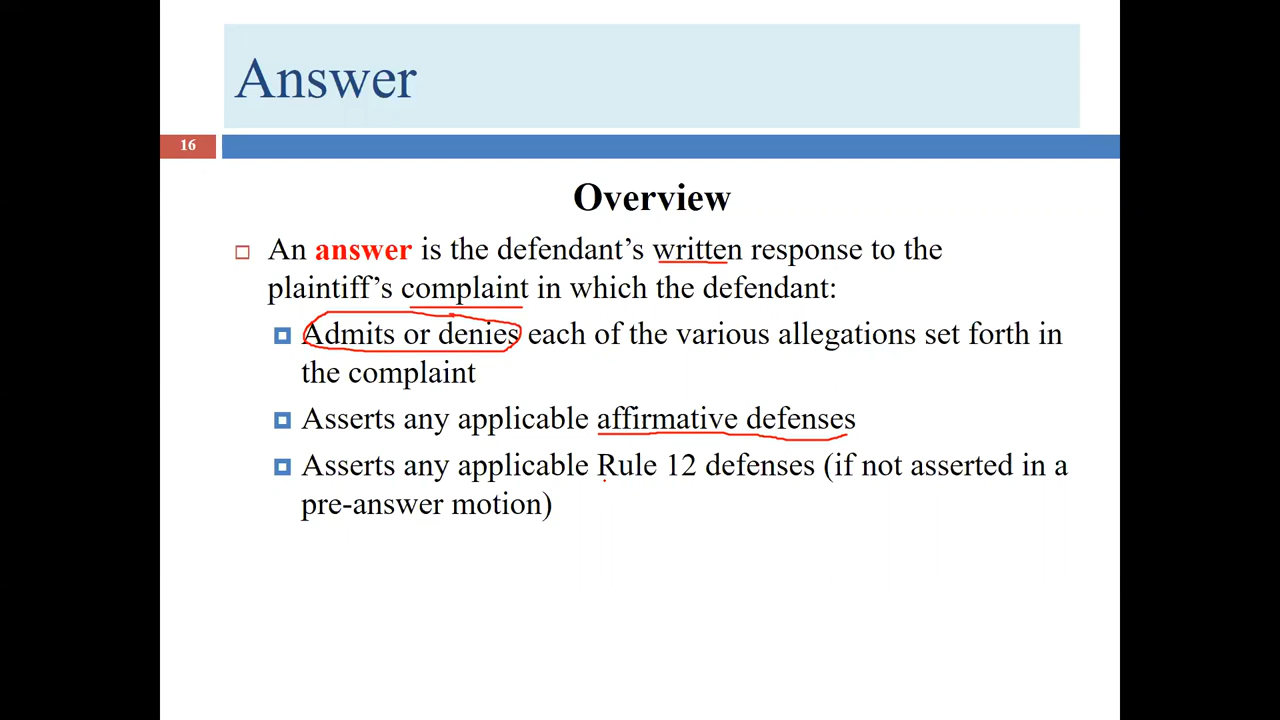 Answer
16
Overview
An answer is the defendant’s written response to the
plaintiff’s complaint in which the defendant:
Admits or denies each of the various allegations set forth in
the complaint
Asserts any applicable affirmative defenses
Asserts any applicable Rule 12 defenses (if not asserted in a
pre-answer motion)